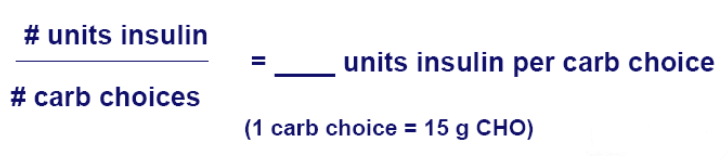 # units insulin
= ____ units insulin per carb choice
# carb choices
(1 carb choice = 15 g CHO)